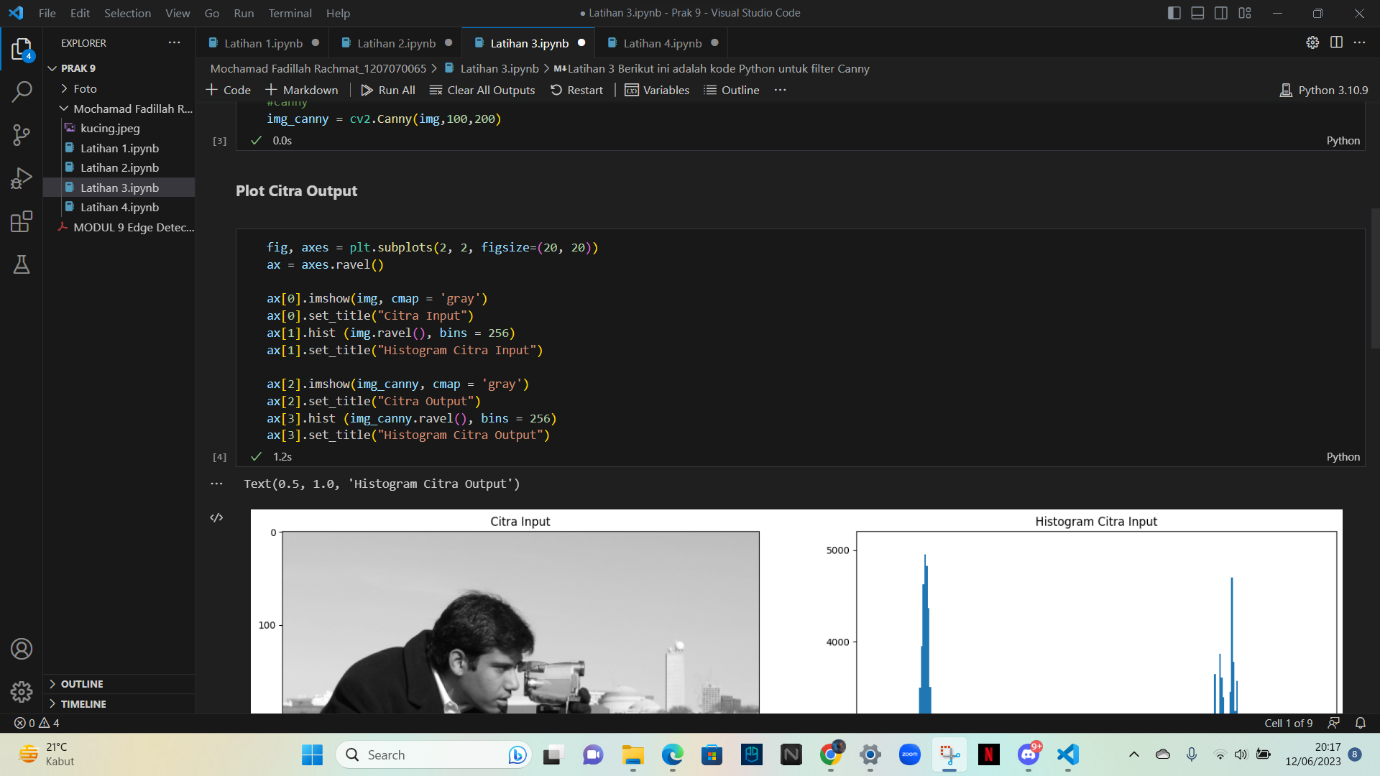 File Edit Selection View Go Run Terminal Help
● Latihan 3.ipynb - Prak 9 - Visual Studio Code
EXPLORER
Latihan 1.ipynb
Latihan 2.ipynb
Latihan 3.ipynb
Latihan 4.ipynb
PRAK 9
Foto
Mochamad Fadillah R...
kucing.jpeg
Latihan 1.ipynb
Latihan 2.ipynb
Latihan 3.ipynb
Latihan 4.ipynb
MODUL 9 Edge Detec...
OUTLINE
TIMELINE
4
Mochamad Fadillah Rachmat_1207070065 > Latihan 3.ipynb > M↓Latihan 3 Berikut ini adalah kode Python untuk filter Canny
+ Code + Markdown Run All Clear All Outputs Restart Variables Outline ...
Python 3.10.9
#canny
img_canny = cv2.Canny(img,100,200)
[3] 0.0s Python
Plot Citra Output
fig, axes = plt.subplots(2, 2, figsize=(20, 20))
ax = axes.ravel()
ax[0].imshow(img, cmap = 'gray')
ax[0].set_title("Citra Input")
ax[1].hist (img.ravel(), bins = 256)
ax[1].set_title("Histogram Citra Input")
ax[2].imshow(img_canny, cmap = 'gray')
ax[2].set_title("Citra Output")
ax[3].hist (img_canny.ravel(), bins = 256)
ax[3].set_title("Histogram Citra Output")
[4] 1.2s Python
Text(0.5, 1.0, 'Histogram Citra Output')
Citra Input
0
100
Histogram Citra Input
5000
4000
0 4
Cell 1 of 9
21°C
Kabut
Search
zoom
N
N
9+
20:17
12/06/2023
8